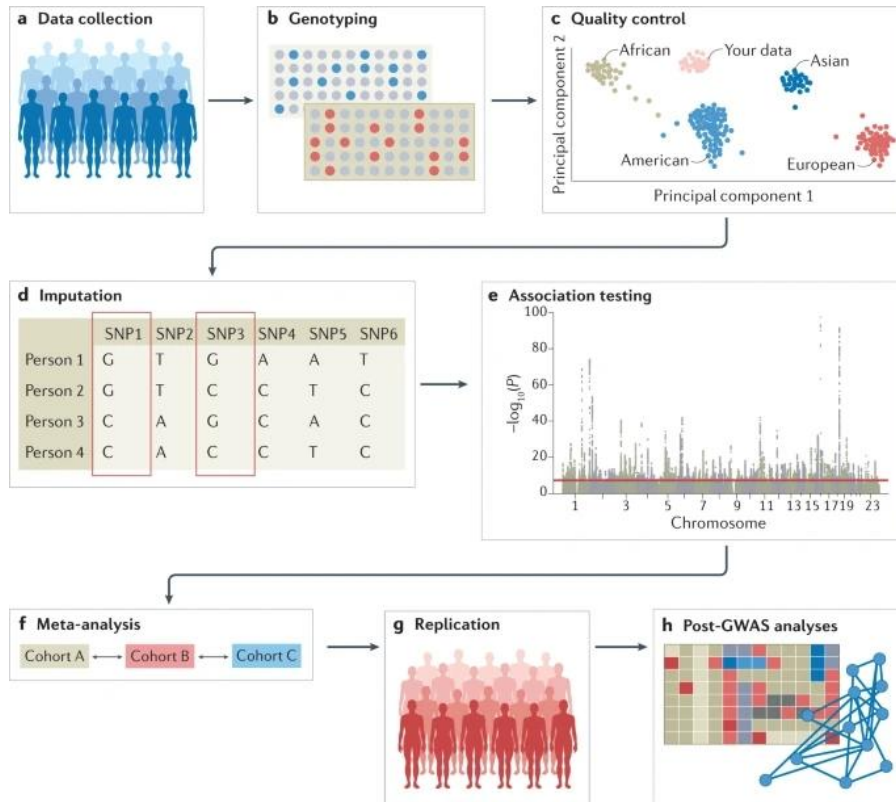 a Data collection
b Genotyping
c Quality control
Principal component 2
African
Your data
Asian
American
European
Principal component 1
d Imputation
SNP1 SNP2 SNP3 SNP4 SNP5 SNP6
Person 1 G T G A A T
Person 2 G T C C T C
Person 3 C A G C A C
Person 4 C A C C T C
e Association testing
−log10(P)
100
80
60
40
20
0
1 3 5 7 9 11 13 15 17 19 23
Chromosome
f Meta-analysis
Cohort A Cohort B Cohort C
g Replication
h Post-GWAS analyses